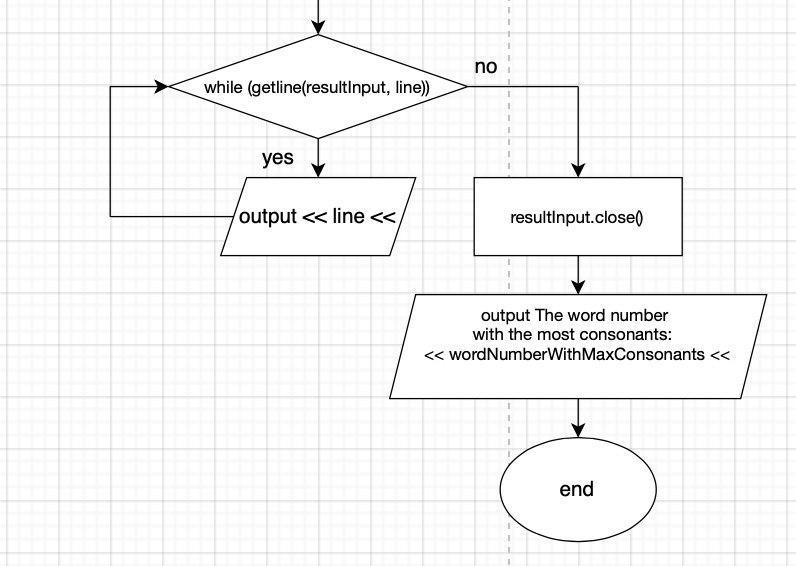 while (getline(resultInput, line))
no
yes
output << line <<
resultInput.close()
output The word number
with the most consonants:
<< wordNumberWithMaxConsonants <<
end